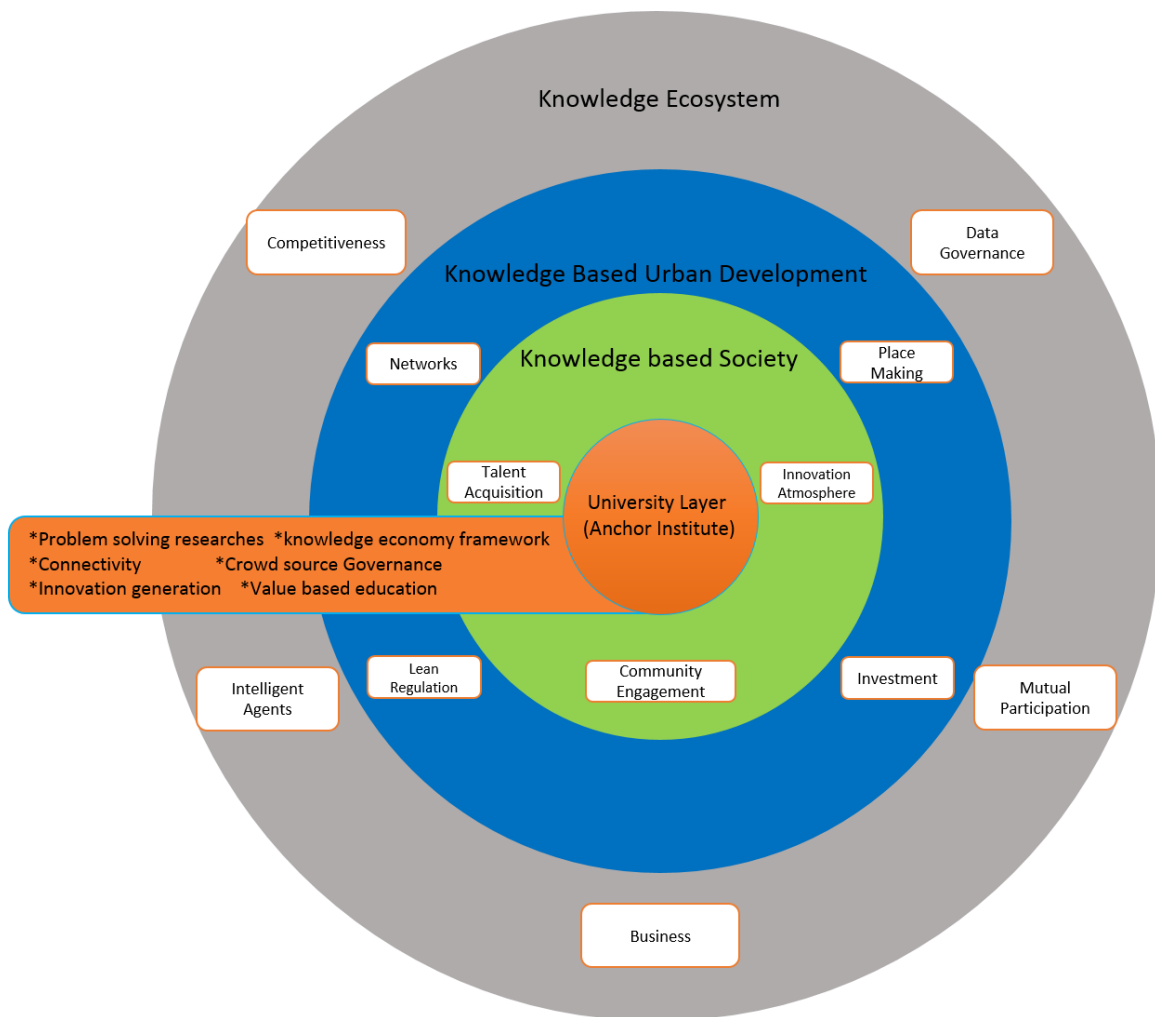 Knowledge Ecosystem
Competitiveness
Data
Governance
Knowledge Based Urban Development
Networks
Place
Making
Knowledge based Society
Talent
Acquisition
Innovation
Atmosphere
University Layer
(Anchor Institute)
*Problem solving researches *knowledge economy framework
*Connectivity *Crowd source Governance
*Innovation generation *Value based education
Intelligent
Agents
Lean
Regulation
Community
Engagement
Investment
Mutual
Participation
Business